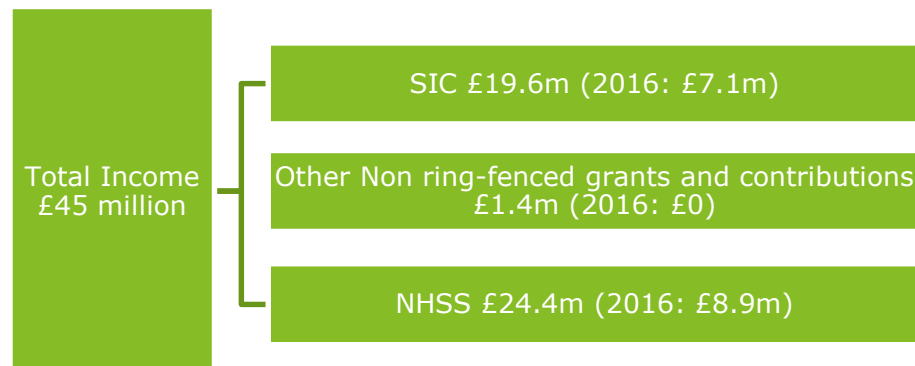 Total Income
£45 million
SIC £19.6m (2016: £7.1m)
Other Non ring-fenced grants and contributions
£1.4m (2016: £0)
NHSS £24.4m (2016: £8.9m)